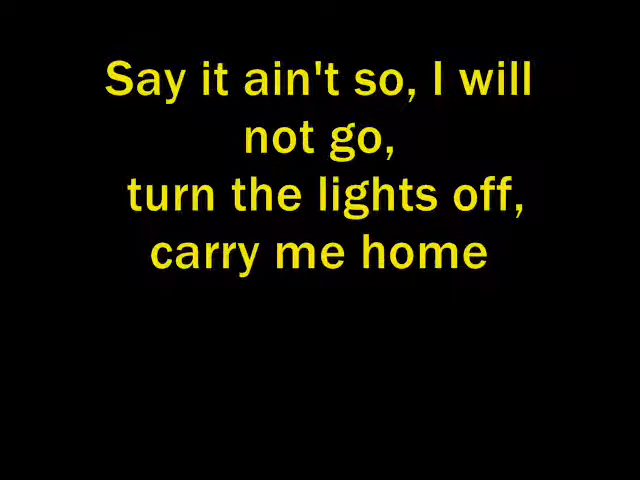 Say it ain't so, I will
not go,
turn the lights off,
carry me home